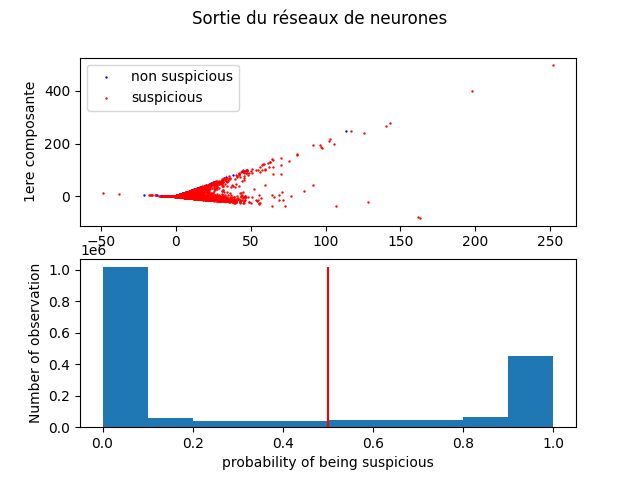 Sortie du réseaux de neurones
non suspicious
suspicious
1ere composante
400
200
0
−50 0 50 100 150 200 250
1e6
Number of observation
1.0
0.8
0.6
0.4
0.2
0.0
0.0 0.2 0.4 0.6 0.8 1.0
probability of being suspicious